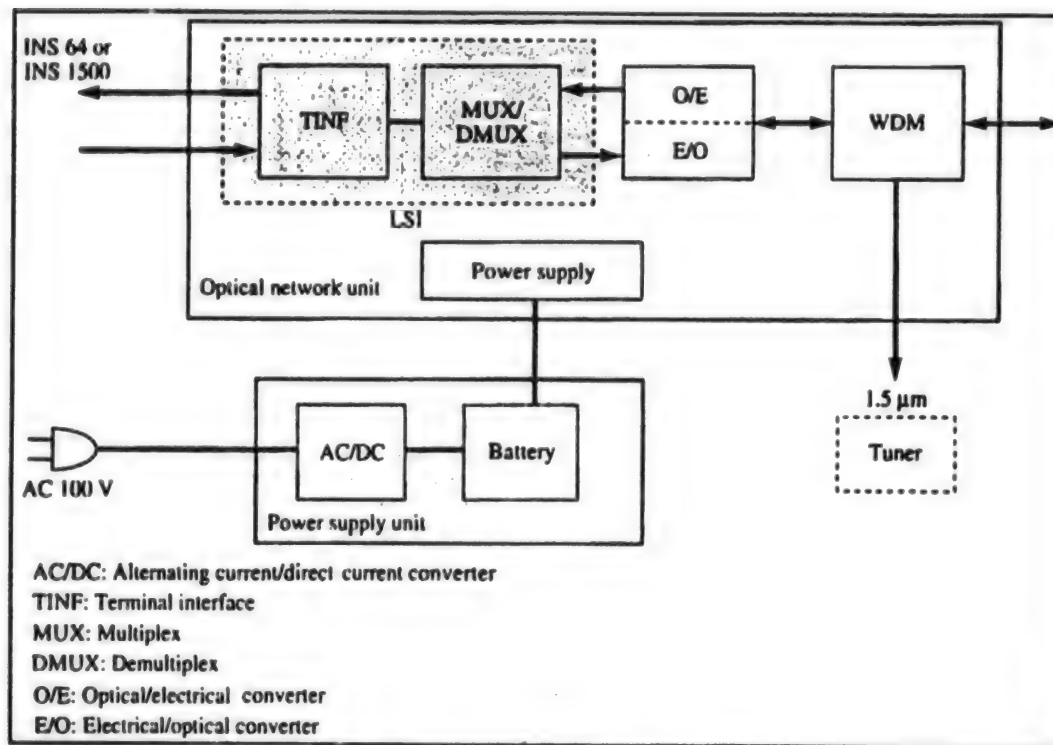 INS 64 or
INS 1500
TINF
MUX/
DMUX
O/E
E/O
WDM
LSI
Power supply
Optical network unit
1.5 µm
Tuner
AC/DC
Battery
AC 100 V
Power supply unit
AC/DC: Alternating current/direct current converter
TINF: Terminal interface
MUX: Multiplex
DMUX: Demultiplex
O/E: Optical/electrical converter
E/O: Electrical/optical converter